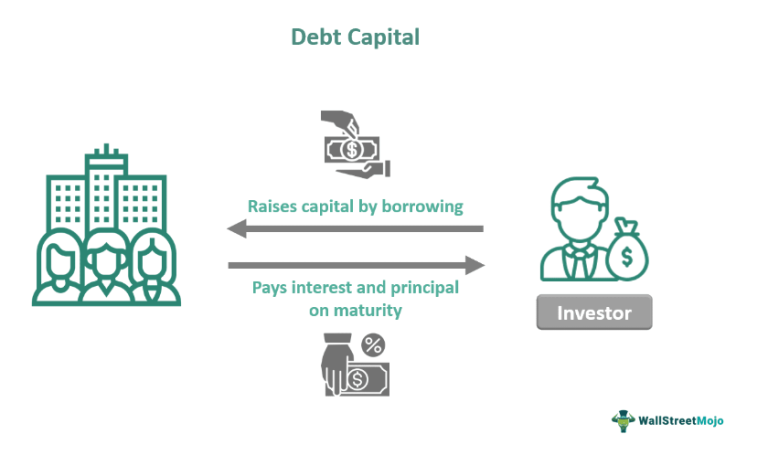 Debt Capital
$
Raises capital by borrowing
$
Pays interest and principal
on maturity
Investor
%
$
WallStreetMojo